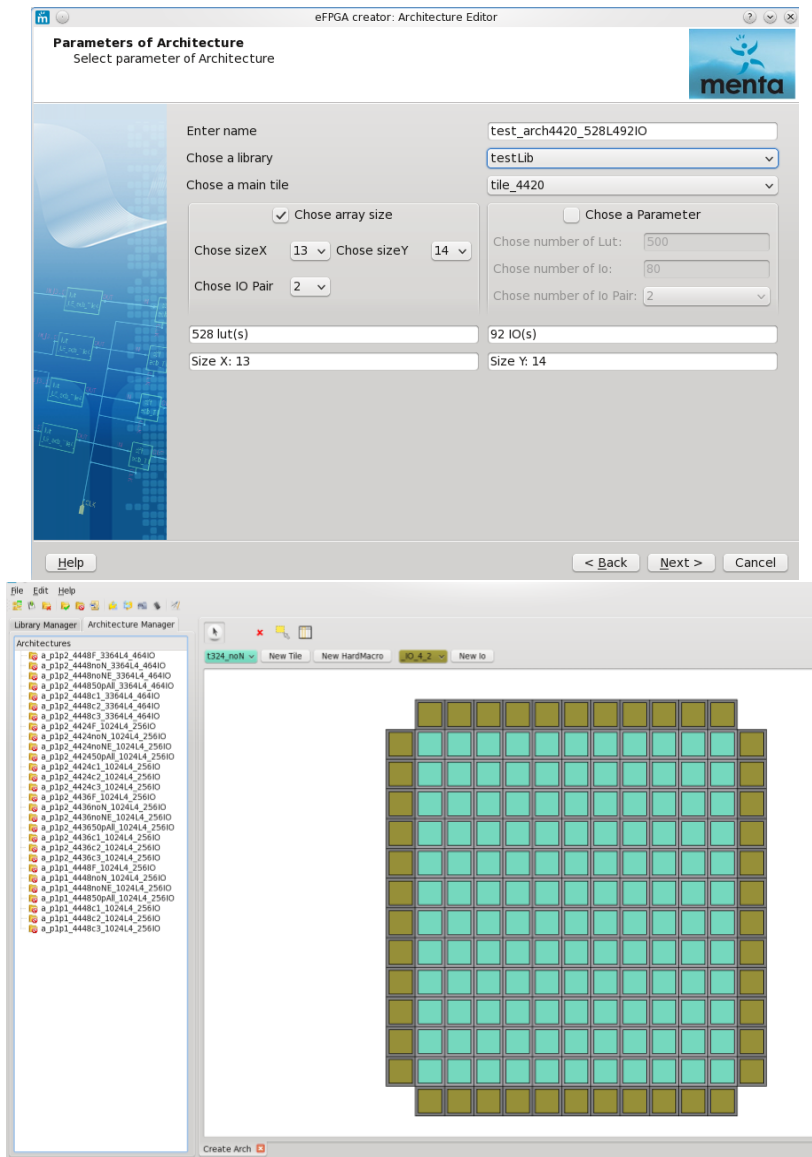 eFPGA creator: Architecture Editor
Parameters of Architecture
Select parameter of Architecture
menta
Enter name
test_arch4420_528L492IO
Chose a library
testLib
Chose a main tile
tile_4420
Chose array size
Chose a Parameter
Chose sizeX 13 Chose sizeY 14
Chose number of Lut: 500
Chose number of Io: 80
Chose IO Pair 2
Chose number of Io Pair: 2
528 lut(s)
92 IO(s)
Size X: 13
Size Y: 14
CLK
Help
< Back Next > Cancel
File Edit Help
Library Manager Architecture Manager
Architectures
a_p1p2_4448F_3364L4_464IO
a_p1p2_4448noN_3364L4_464IO
a_p1p2_4448noNE_3364L4_464IO
a_p1p2_444850pAll_3364L4_464IO
a_p1p2_4448c1_3364L4_464IO
a_p1p2_4448c2_3364L4_464IO
a_p1p2_4448c3_3364L4_464IO
a_p1p2_4424F_1024L4_256IO
a_p1p2_4424noN_1024L4_256IO
a_p1p2_4424noNE_1024L4_256IO
a_p1p2_442450pAll_1024L4_256IO
a_p1p2_4424c1_1024L4_256IO
a_p1p2_4424c2_1024L4_256IO
a_p1p2_4424c3_1024L4_256IO
a_p1p2_4436F_1024L4_256IO
a_p1p2_4436noN_1024L4_256IO
a_p1p2_4436noNE_1024L4_256IO
a_p1p2_443650pAll_1024L4_256IO
a_p1p2_4436c1_1024L4_256IO
a_p1p2_4436c2_1024L4_256IO
a_p1p2_4436c3_1024L4_256IO
a_p1p1_4448F_1024L4_256IO
a_p1p1_4448noN_1024L4_256IO
a_p1p1_4448noNE_1024L4_256IO
a_p1p1_444850pAll_1024L4_256IO
a_p1p1_4448c1_1024L4_256IO
a_p1p1_4448c2_1024L4_256IO
a_p1p1_4448c3_1024L4_256IO
t324_noN New Tile New HardMacro _IO_4_2 New Io
Create Arch